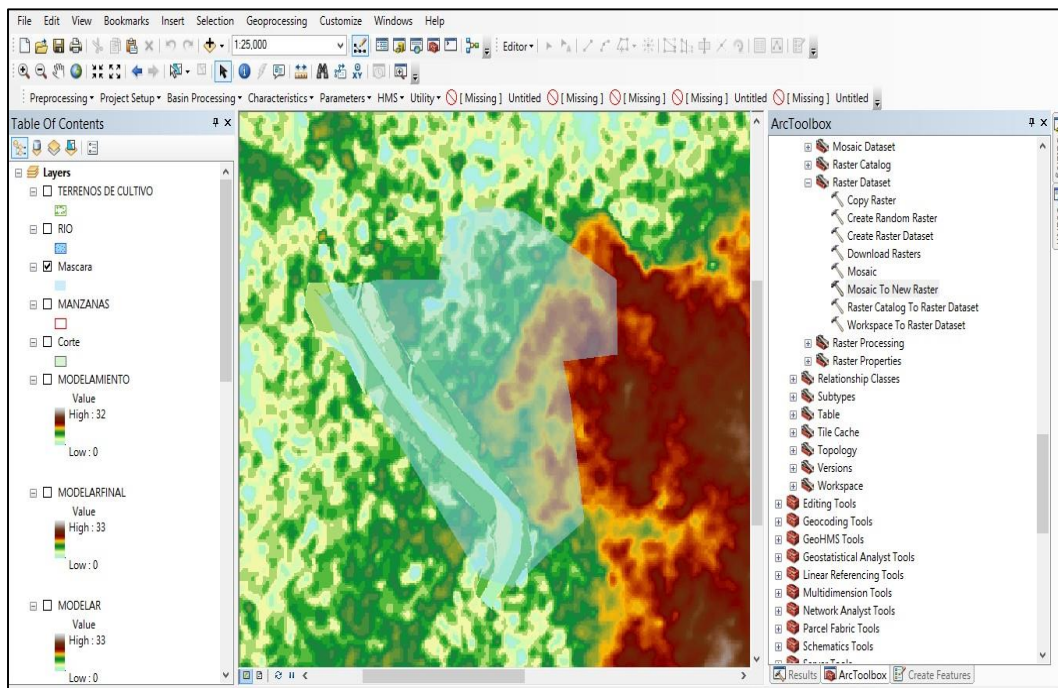 File Edit View Bookmarks Insert Selection Geoprocessing Customize Windows Help
1:25,000 Editor
Preprocessing Project Setup Basin Processing Characteristics Parameters HMS Utility [ Missing ] Untitled [ Missing ] [ Missing ] [ Missing ] Untitled [ Missing ] Untitled
Table Of Contents
Layers
TERRENOS DE CULTIVO
RIO
Mascara
MANZANAS
Corte
MODELAMIENTO
Value
High : 32
Low : 0
MODELARFINAL
Value
High : 33
Low : 0
MODELAR
Value
High : 33
Low : 0
ArcToolbox
Mosaic Dataset
Raster Catalog
Raster Dataset
Copy Raster
Create Random Raster
Create Raster Dataset
Download Rasters
Mosaic
Mosaic To New Raster
Raster Catalog To Raster Dataset
Workspace To Raster Dataset
Raster Processing
Raster Properties
Relationship Classes
Subtypes
Table
Tile Cache
Topology
Versions
Workspace
Editing Tools
Geocoding Tools
GeoHMS Tools
Geostatistical Analyst Tools
Linear Referencing Tools
Multidimension Tools
Network Analyst Tools
Parcel Fabric Tools
Schematics Tools
Results ArcToolbox Create Features